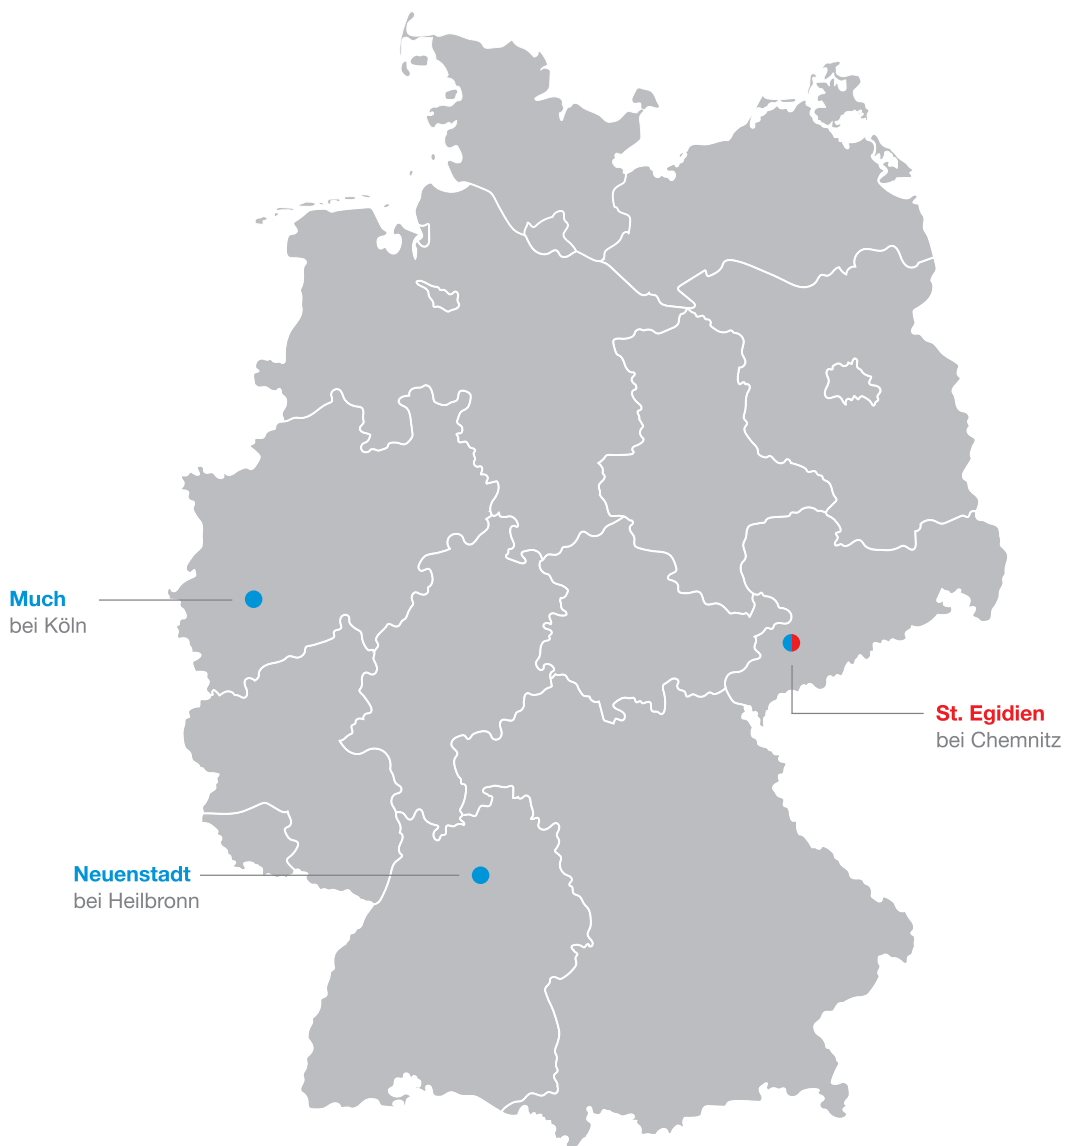 Much
bei Köln
St. Egidien
bei Chemnitz
Neuenstadt
bei Heilbronn